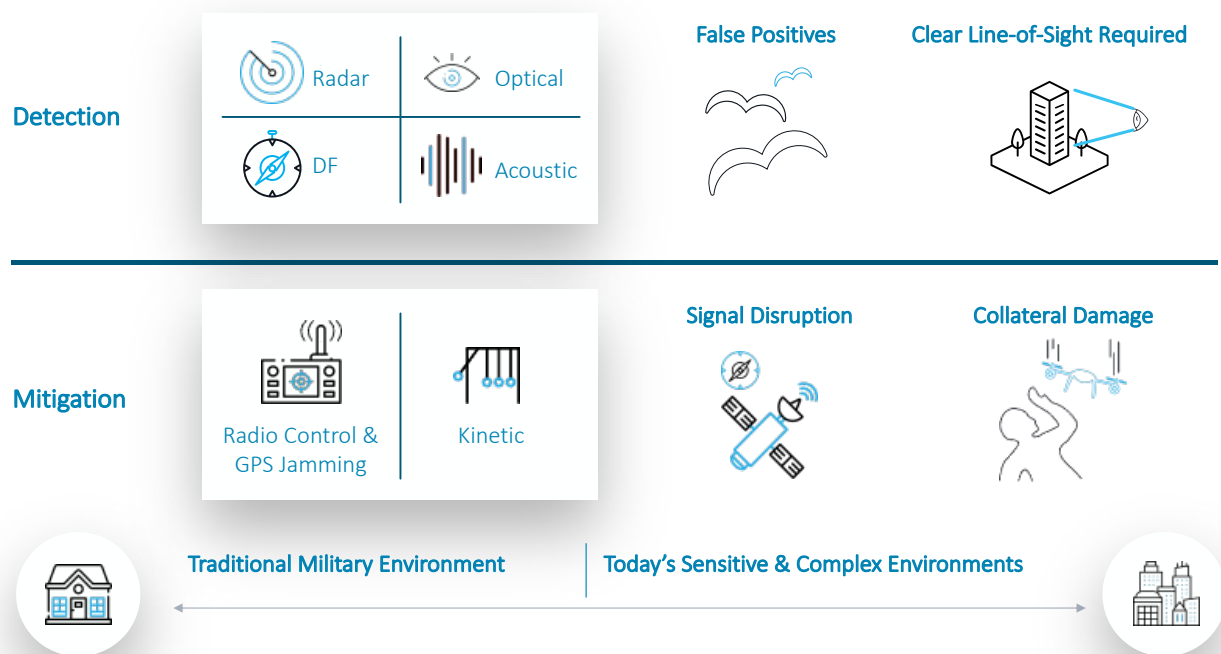 False Positives
Clear Line-of-Sight Required
Detection
Radar
Optical
DF
Acoustic
Signal Disruption
Collateral Damage
Mitigation
Radio Control &
GPS Jamming
Kinetic
Traditional Military Environment
Today's Sensitive & Complex Environments